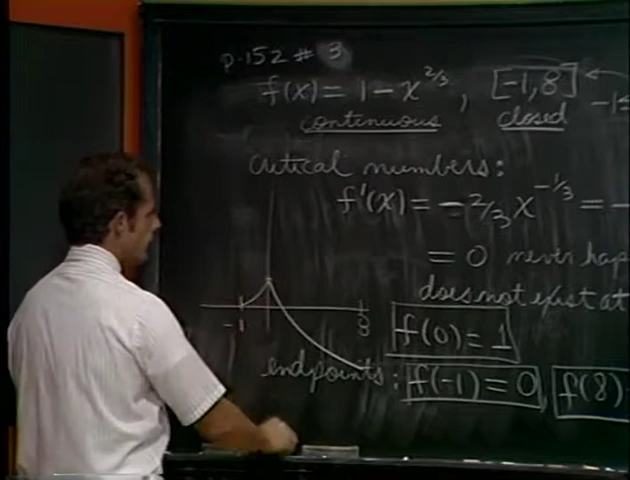 p.152 # 3
f(x) = 1 - x^{2/3}, [-1,8] ← -1≤
continuous closed
critical numbers:
f'(x) = -2/3 x^{-1/3} = -
= 0 never hap
does not exist at
-1 8
f(0) = 1
endpoints: f(-1) = 0 f(8)